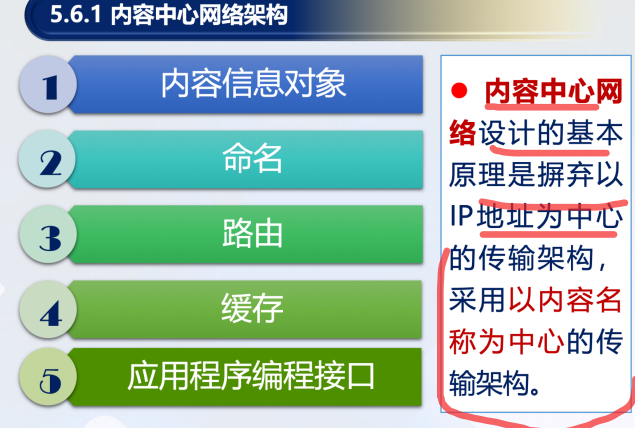 5.6.1 内容中心网络架构
1 内容信息对象
2 命名
3 路由
4 缓存
5 应用程序编程接口
● 内容中心网
络设计的基本
原理是摒弃以
IP地址为中心
的传输架构，
采用以内容名
称为中心的传
输架构。